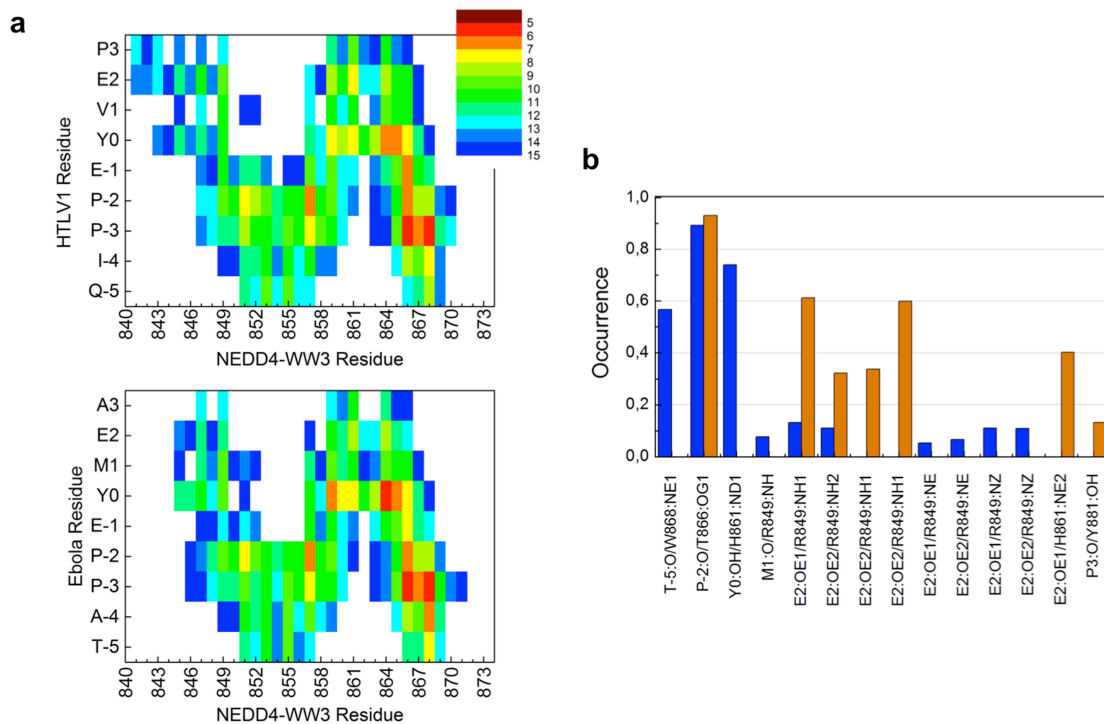 a
5
6
7
8
9
10
11
12
13
14
15
P3
E2
V1
Y0
E-1
P-2
P-3
I-4
Q-5
HTLV1 Residue
840
843
846
849
852
855
858
861
864
867
870
873
NEDD4-WW3 Residue
A3
E2
M1
Y0
E-1
P-2
P-3
A-4
T-5
Ebola Residue
840
843
846
849
852
855
858
861
864
867
870
873
NEDD4-WW3 Residue
b
1,0
0,8
0,6
0,4
0,2
0,0
Occurrence
T-5:O/W868:NE1
P-2:O/T866:OG1
Y0:OH/H861:ND1
M1:O/R849:NH
E2:OE1/R849:NH1
E2:OE2/R849:NH2
E2:OE2/R849:NH1
E2:OE2/R849:NH1
E2:OE1/R849:NE
E2:OE2/R849:NE
E2:OE1/R849:NZ
E2:OE2/R849:NZ
E2:OE1/H861:NE2
P3:O/Y881:OH